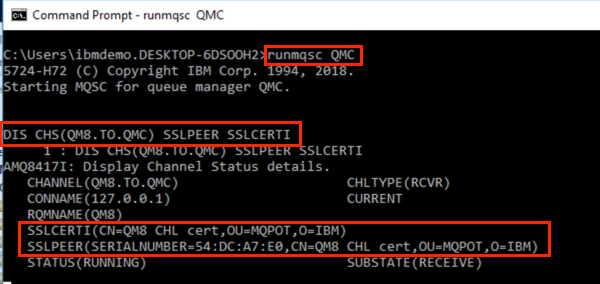 Command Prompt - runmqsc QMC
C:\Users\ibmdemo.DESKTOP-6DSOOH2>runmqsc QMC
5724-H72 (C) Copyright IBM Corp. 1994, 2018.
Starting MQSC for queue manager QMC.
DIS CHS(QM8.TO.QMC) SSLPEER SSLCERTI
1 : DIS CHS(QM8.TO.QMC) SSLPEER SSLCERTI
AMQ8417I: Display Channel Status details.
CHANNEL(QM8.TO.QMC) CHLTYPE(RCVR)
CONNAME(127.0.0.1) CURRENT
RQMNAME(QM8)
SSLCERTI(CN=QM8 CHL cert,OU=MQPOT,O=IBM)
SSLPEER(SERIALNUMBER=54:DC:A7:E0,CN=QM8 CHL cert,OU=MQPOT,O=IBM)
STATUS(RUNNING) SUBSTATE(RECEIVE)